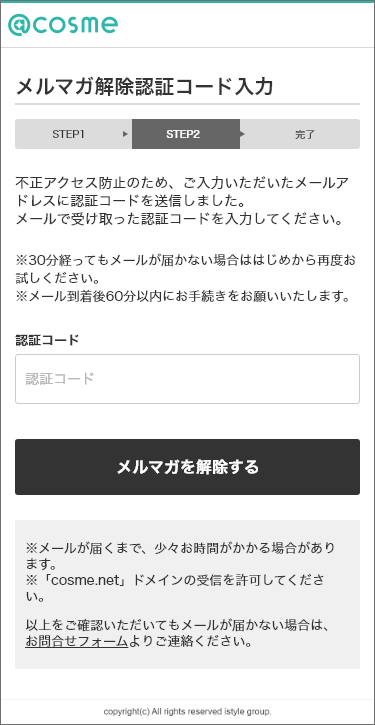 @cosme
メルマガ解除認証コード入力
STEP1
STEP2
完了
不正アクセス防止のため、ご入力いただいたメールア
ドレスに認証コードを送信しました。
メールで受け取った認証コードを入力してください。
※30分経ってもメールが届かない場合ははじめから再度お
試しください。
※メール到着後60分以内にお手続きをお願いいたします。
認証コード
認証コード
メルマガを解除する
※メールが届くまで、少々お時間がかかる場合があり
ます。
※「cosme.net」ドメインの受信を許可してくださ
い。
以上をご確認いただいてもメールが届かない場合は、
お問合せフォームよりご連絡ください。
copyright(c) All rights reserved istyle group.